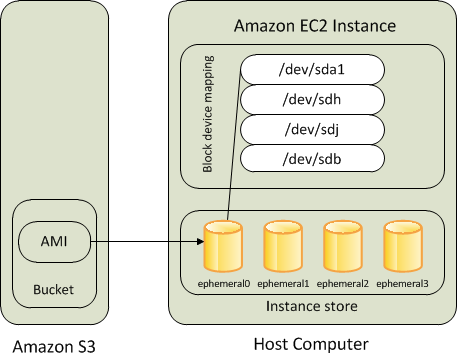 Amazon EC2 Instance
Block device mapping
/dev/sda1
/dev/sdh
/dev/sdj
/dev/sdb
AMI
Bucket
ephemeral0 ephemeral1 ephemeral2 ephemeral3
Instance store
Amazon S3
Host Computer